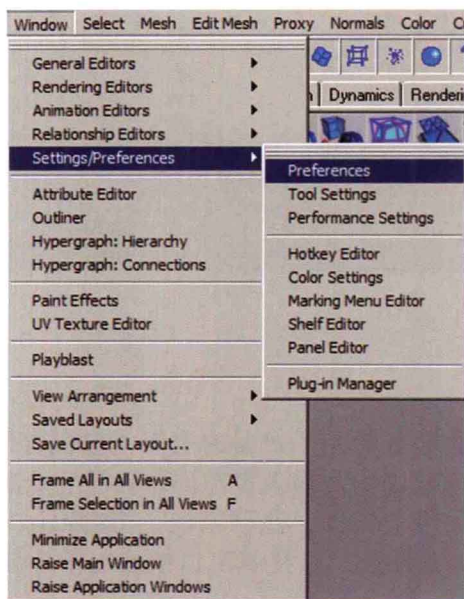 Window Select Mesh Edit Mesh Proxy Normals Color
Dynamics
General Editors
Rendering Editors
Animation Editors
Relationship Editors
Settings/Preferences
Attribute Editor
Outliner
Hypergraph: Hierarchy
Hypergraph: Connections
Paint Effects
UV Texture Editor
Playblast
View Arrangement
Saved Layouts
Save Current Layout...
Frame All in All Views A
Frame Selection in All Views F
Minimize Application
Raise Main Window
Raise Application Windows
Preferences
Tool Settings
Performance Settings
Hotkey Editor
Color Settings
Marking Menu Editor
Shelf Editor
Panel Editor
Plug-in Manager